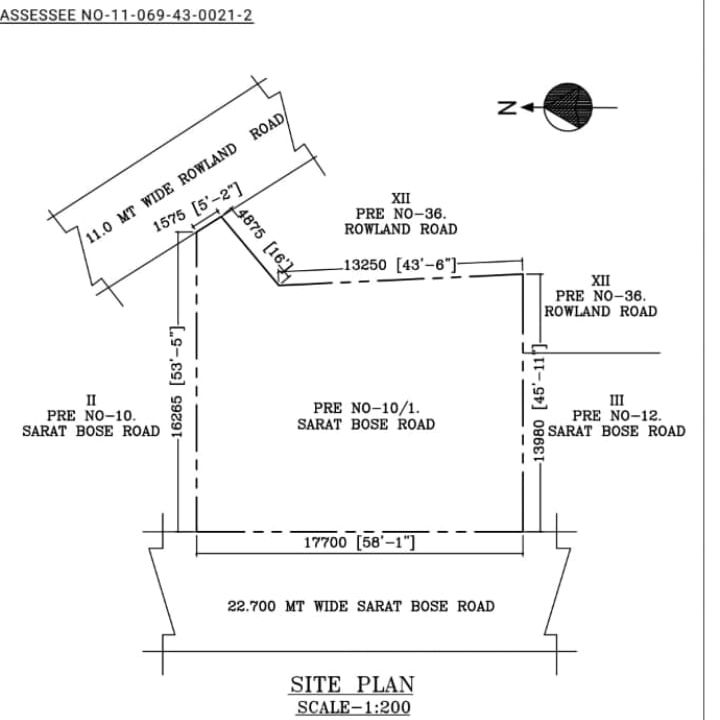 ASSESSEE NO-11-069-43-0021-2
N
11.0 MT WIDE ROWLAND ROAD
1575 [5'-2"]
4875 [16']
XII
PRE NO-36.
ROWLAND ROAD
13250 [43'-6"]
XII
PRE NO-36.
ROWLAND ROAD
16265 [53'-5"]
II
PRE NO-10.
SARAT BOSE ROAD
PRE NO-10/1.
SARAT BOSE ROAD
13980 [45'-11"]
III
PRE NO-12.
SARAT BOSE ROAD
17700 [58'-1"]
22.700 MT WIDE SARAT BOSE ROAD
SITE PLAN
SCALE-1:200